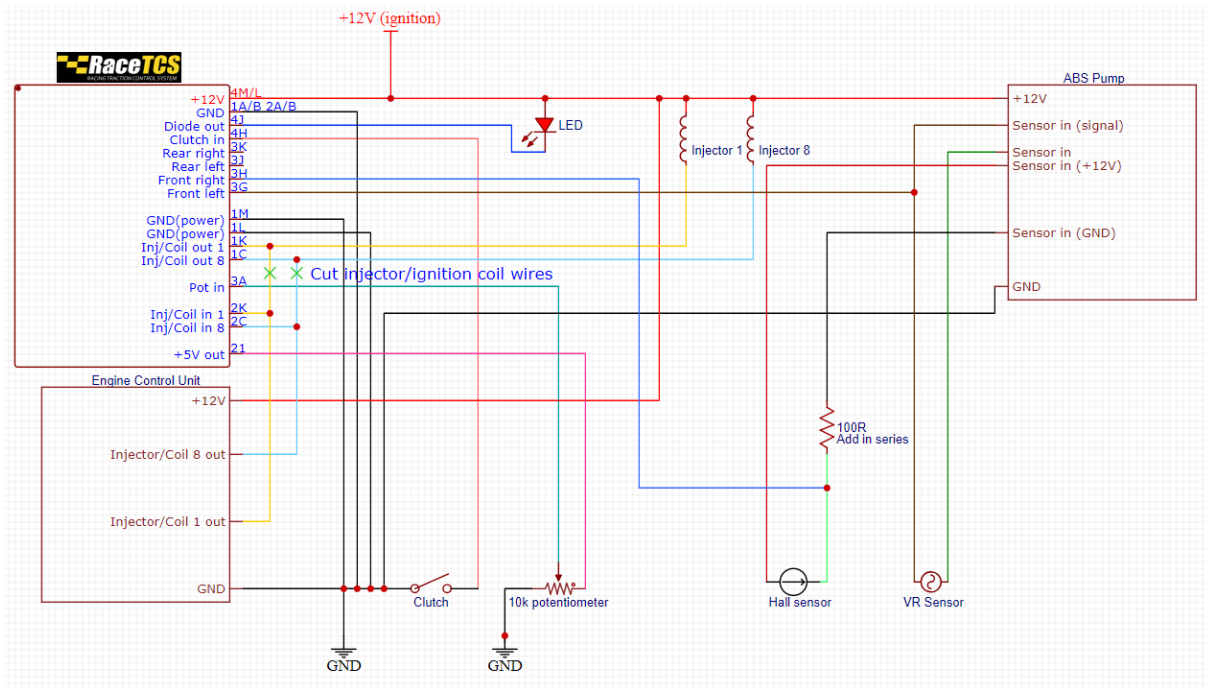 +12V (ignition)
RaceTCS
RACING TRACTION CONTROL SYSTEM
+12V 4M/L
GND 1A/B 2A/B
Diode out 4J
Clutch in 4H
Rear right 3K
Rear left 3J
Front right 3H
Front left 3G
GND(power) 1M
GND(power) 1L
Inj/Coil out 1 1K
Inj/Coil out 8 1C
Pot in 3A
Inj/Coil in 1 2K
Inj/Coil in 8 2C
+5V out 21
Cut injector/ignition coil wires
LED
Injector 1
Injector 8
ABS Pump
+12V
Sensor in (signal)
Sensor in
Sensor in (+12V)
Sensor in (GND)
GND
Engine Control Unit
+12V
Injector/Coil 8 out
Injector/Coil 1 out
GND
100R
Add in series
Clutch
10k potentiometer
Hall sensor
VR Sensor
GND
GND